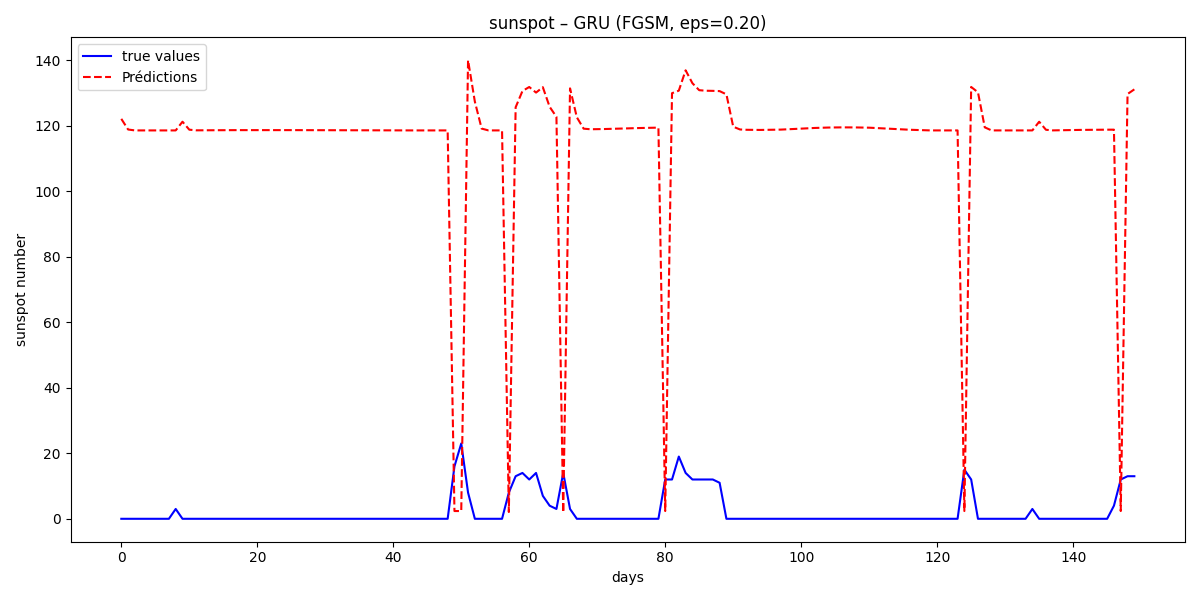 sunspot – GRU (FGSM, eps=0.20)
true values
Prédictions
sunspot number
140
120
100
80
60
40
20
0
0 20 40 60 80 100 120 140
days